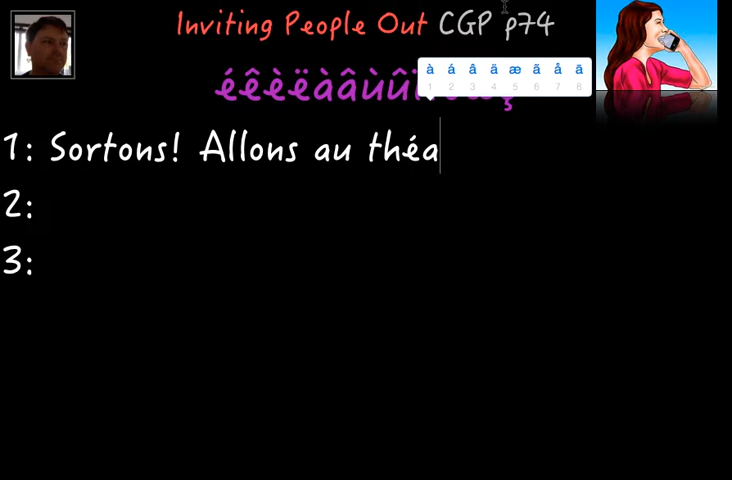 Inviting People Out CGP p74
éêèëàâùûï
à á â ä æ ã å ā
1 2 3 4 5 6 7 8
1: Sortons! Allons au théa
2:
3: